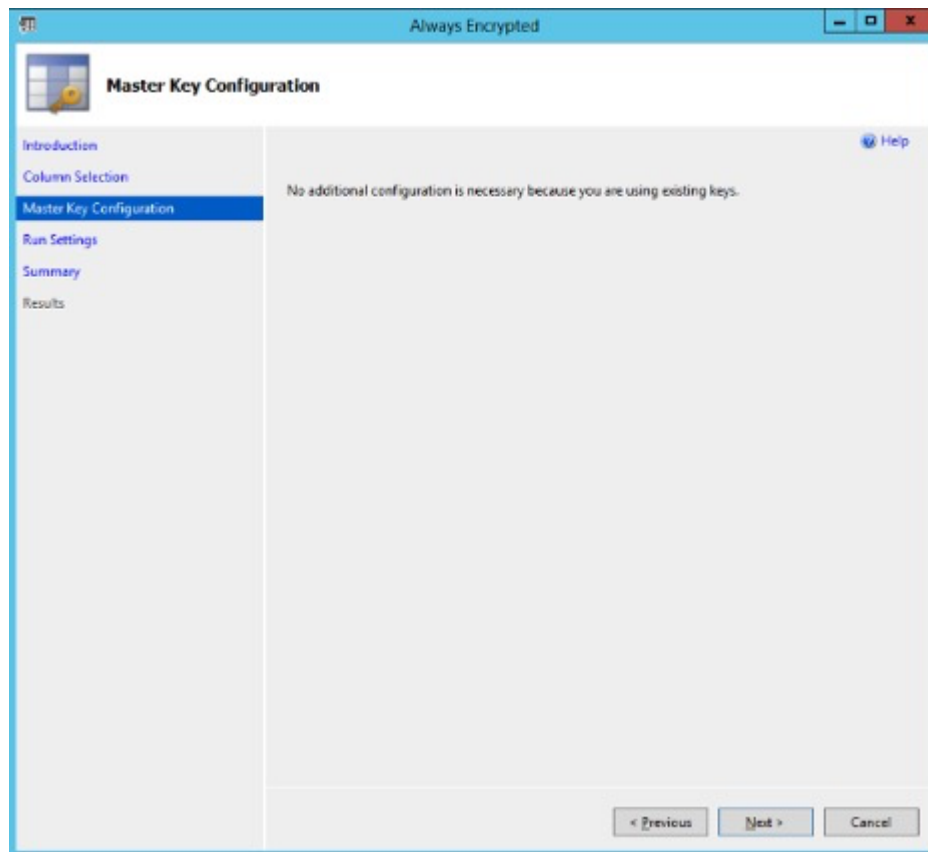 Always Encrypted
Master Key Configuration
Introduction
Help
Column Selection
No additional configuration is necessary because you are using existing keys.
Master Key Configuration
Run Settings
Summary
Results
< Previous
Next >
Cancel